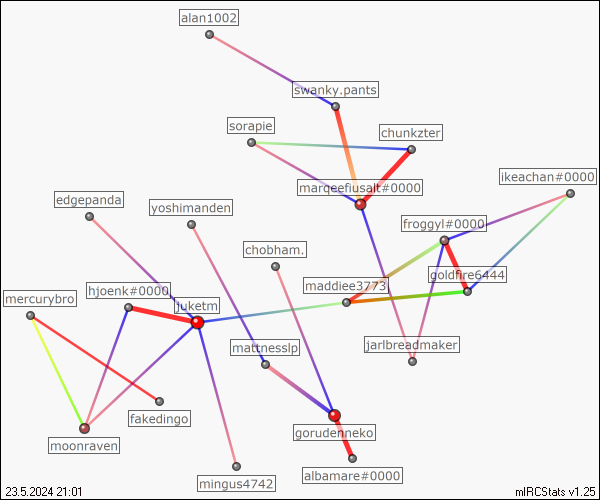 alan1002
swanky.pants
sorapie
chunkzter
ikeachan#0000
marqeefiusalt#0000
edgepanda
yoshimanden
froggyl#0000
chobham.
goldfire6444
maddiee3773
hjoenk#0000
mercurybro
juketm
mattnesslp
jarlbreadmaker
fakedingo
gorudenneko
moonraven
albamare#0000
mingus4742
23.5.2024 21:01
mIRCStats v1.25